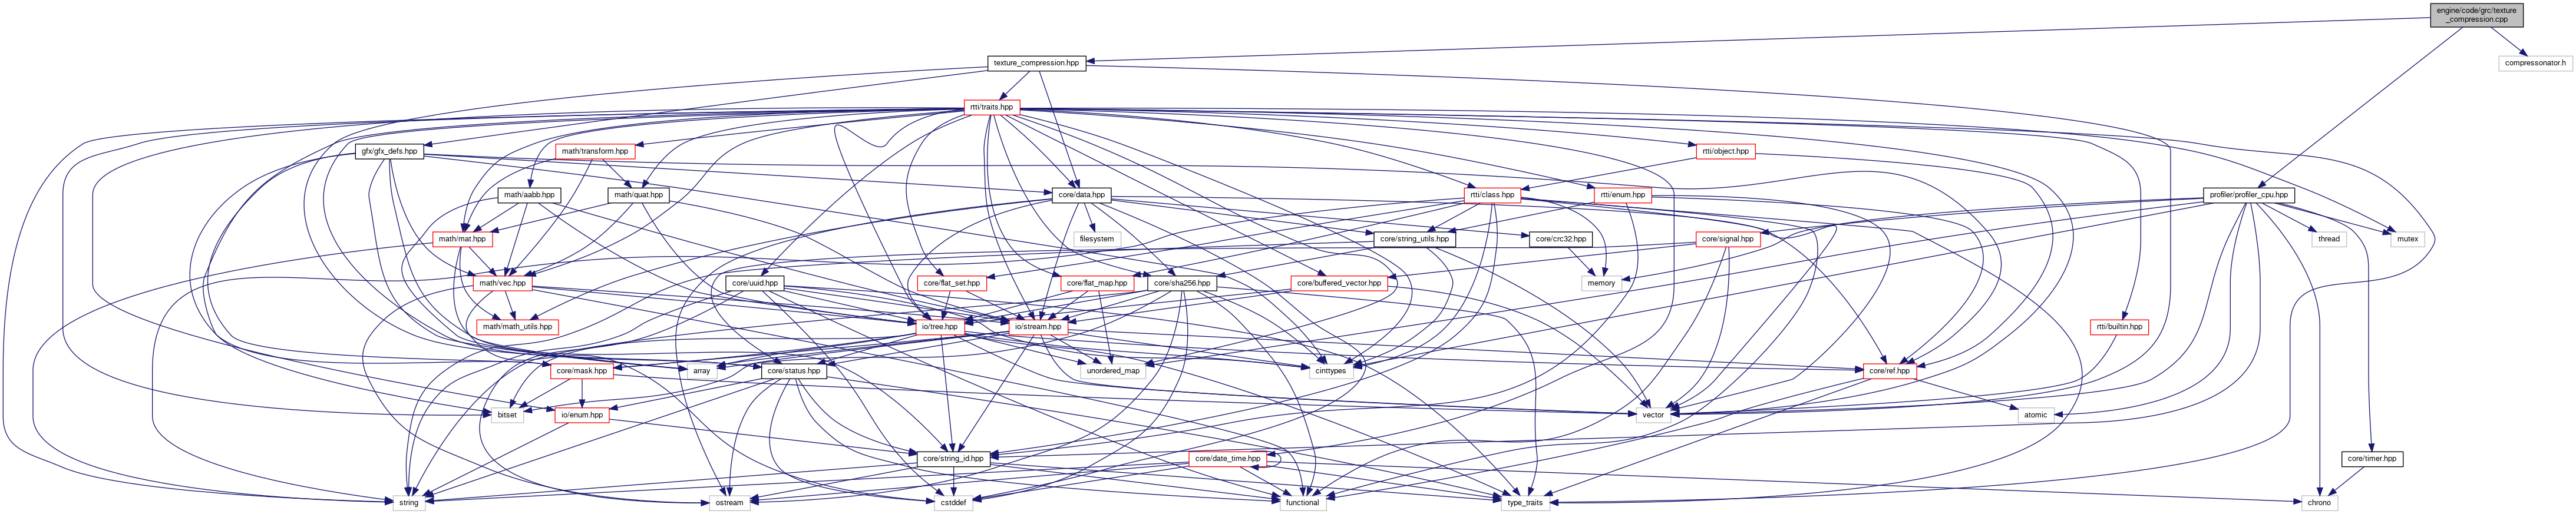 engine/code/grc/texture
_compression.cpp
texture_compression.hpp
compressonator.h
rtti/traits.hpp
gfx/gfx_defs.hpp
math/transform.hpp
rtti/object.hpp
math/aabb.hpp
math/quat.hpp
core/data.hpp
rtti/class.hpp
rtti/enum.hpp
profiler/profiler_cpu.hpp
math/mat.hpp
filesystem
core/string_utils.hpp
core/crc32.hpp
core/signal.hpp
thread
mutex
math/vec.hpp
core/uuid.hpp
core/flat_set.hpp
core/flat_map.hpp
core/sha256.hpp
core/buffered_vector.hpp
memory
math/math_utils.hpp
io/tree.hpp
io/stream.hpp
rtti/builtin.hpp
core/mask.hpp
array
core/status.hpp
unordered_map
cinttypes
core/ref.hpp
bitset
io/enum.hpp
vector
atomic
core/string_id.hpp
core/date_time.hpp
core/timer.hpp
string
ostream
cstddef
functional
type_traits
chrono